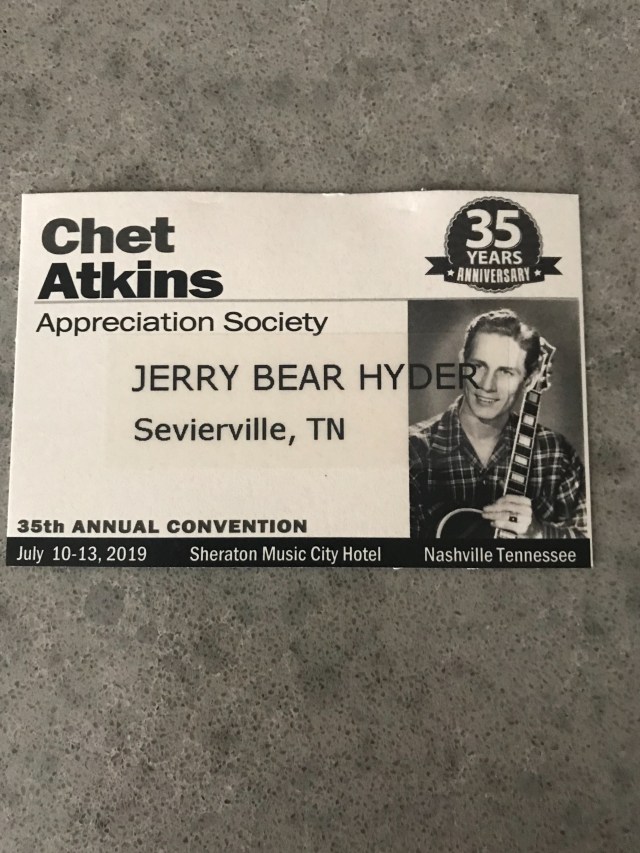 Chet
Atkins
Appreciation Society
35
YEARS
ANNIVERSARY
JERRY BEAR HYDER
Sevierville, TN
35th ANNUAL CONVENTION
July 10-13, 2019 Sheraton Music City Hotel Nashville Tennessee